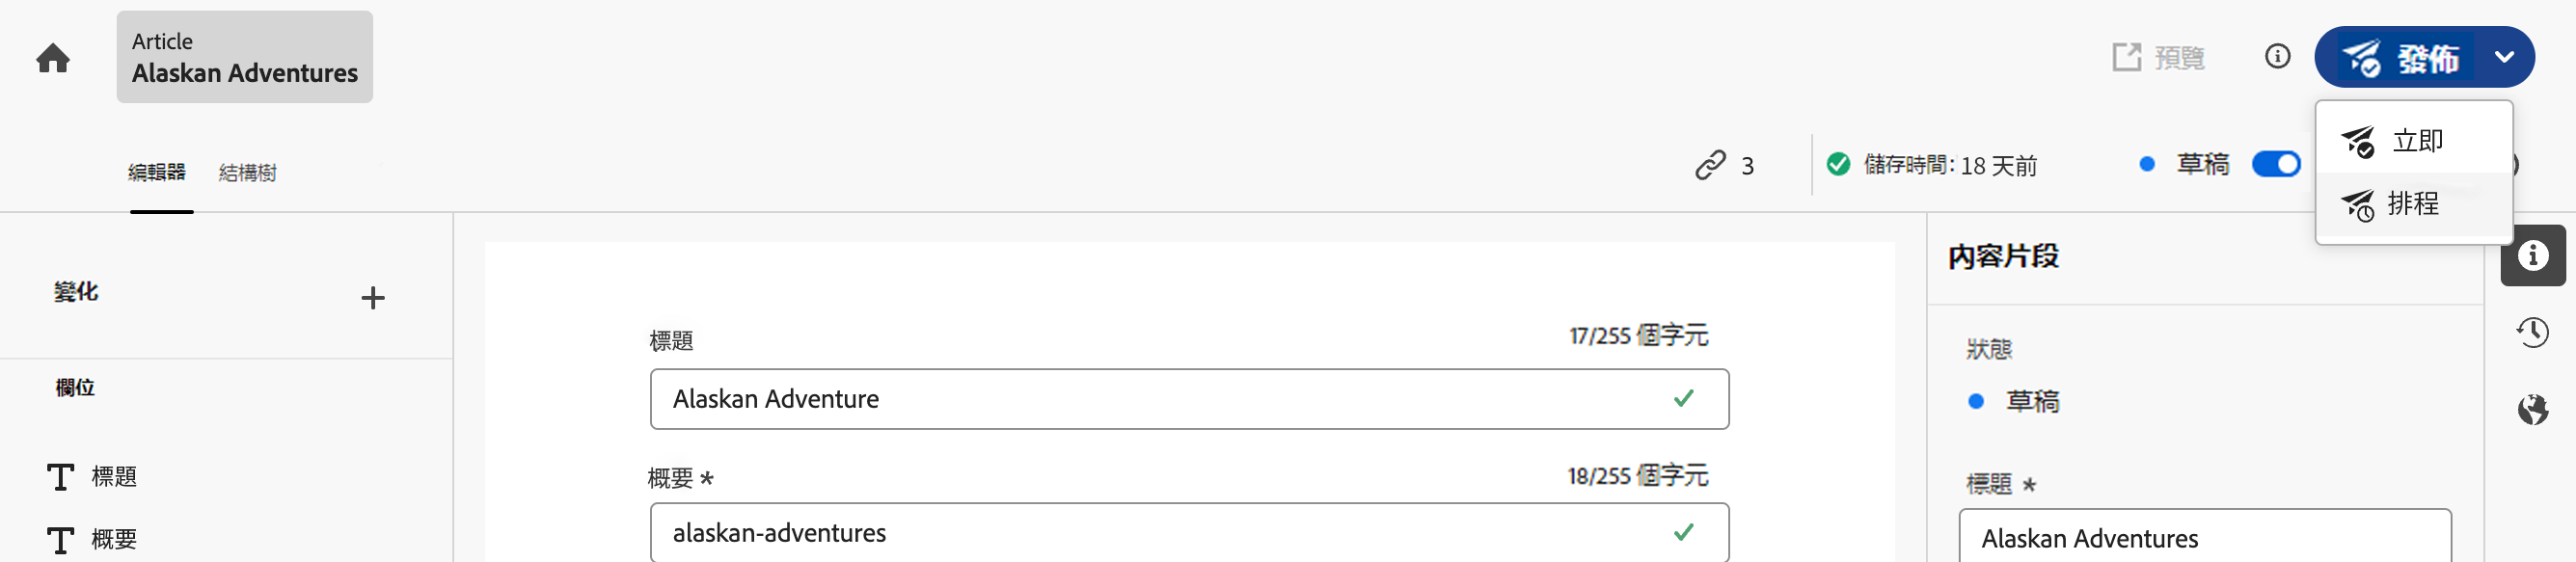 Article
Alaskan Adventures
預覽
發佈
立即
排程
編輯器
結構樹
3
儲存時間: 18 天前
草稿
變化
欄位
標題
概要
標題
17/255 個字元
Alaskan Adventure
概要 *
18/255 個字元
alaskan-adventures
內容片段
狀態
草稿
標題 *
Alaskan Adventures